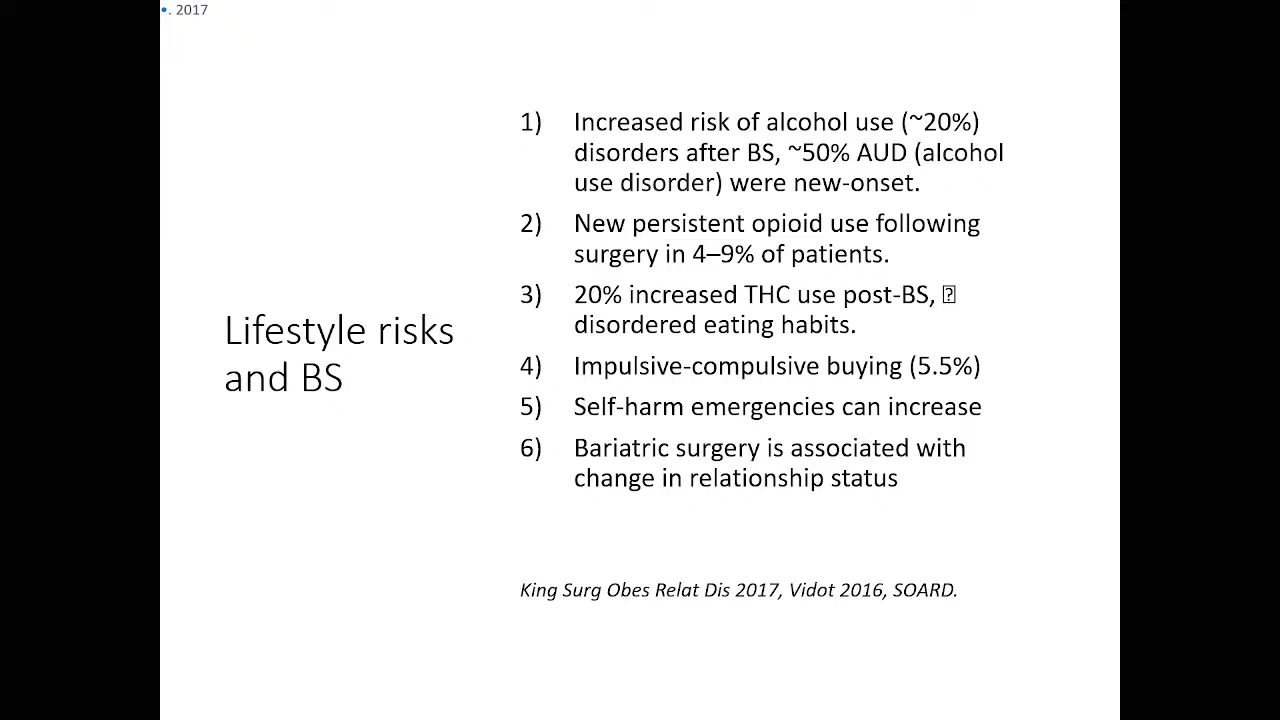 •. 2017
Lifestyle risks
and BS
1) Increased risk of alcohol use (~20%)
disorders after BS, ~50% AUD (alcohol
use disorder) were new-onset.
2) New persistent opioid use following
surgery in 4–9% of patients.
3) 20% increased THC use post-BS, 
disordered eating habits.
4) Impulsive-compulsive buying (5.5%)
5) Self-harm emergencies can increase
6) Bariatric surgery is associated with
change in relationship status
King Surg Obes Relat Dis 2017, Vidot 2016, SOARD.